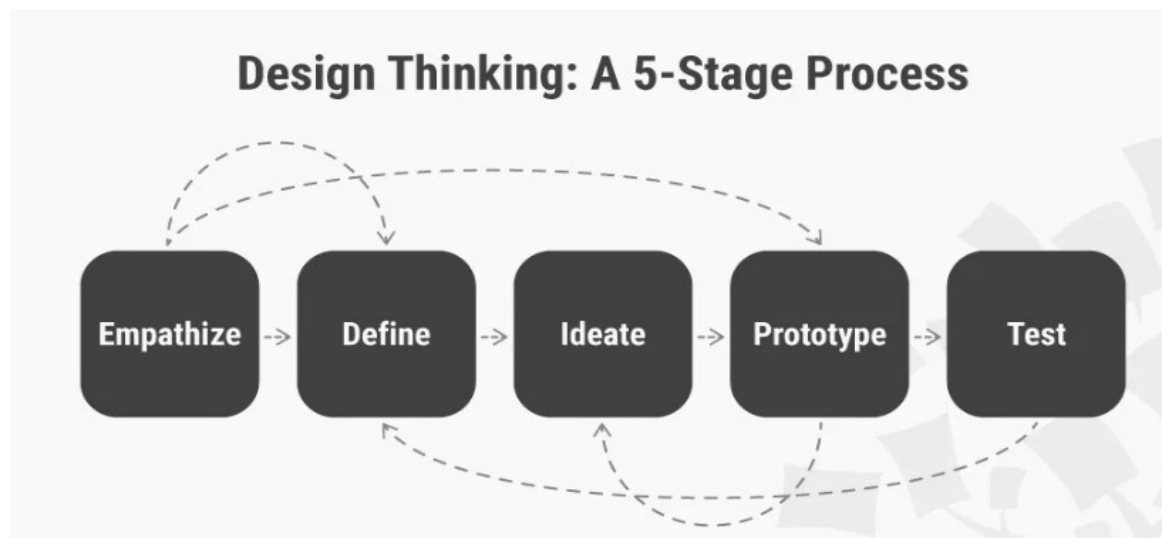 Design Thinking: A 5-Stage Process
Empathize
Define
Ideate
Prototype
Test